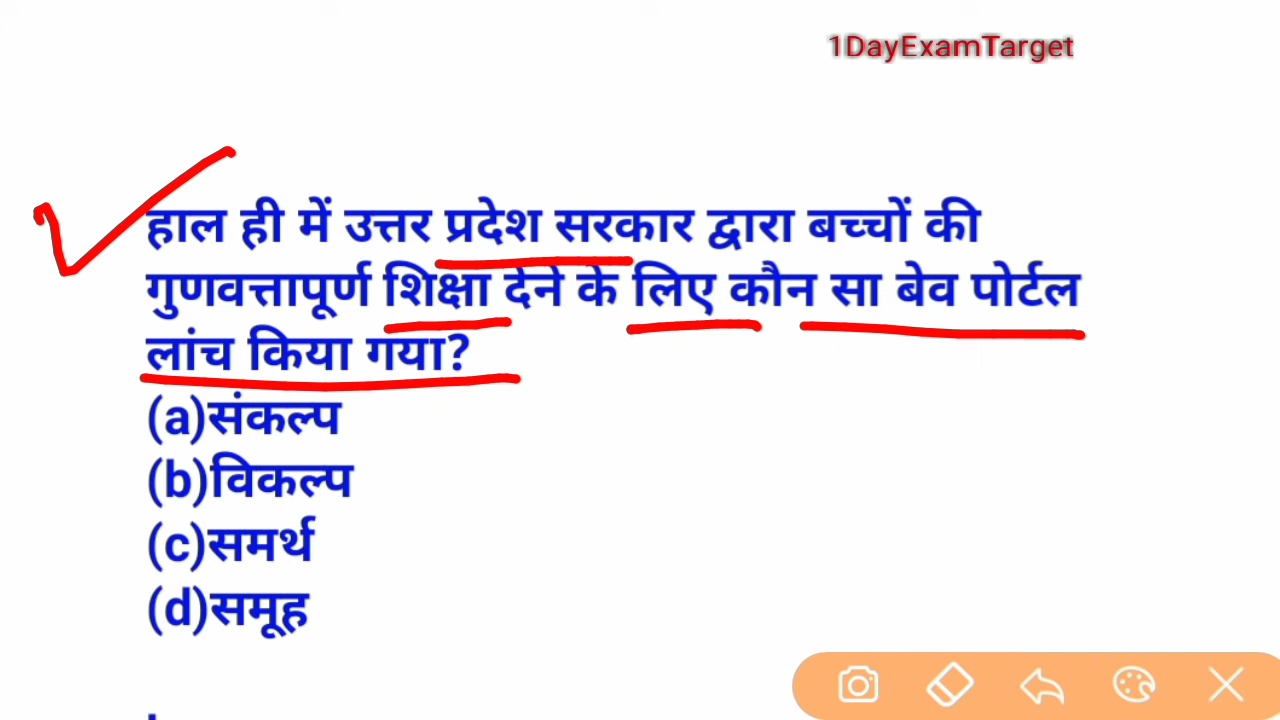 1DayExamTarget
हाल ही में उत्तर प्रदेश सरकार द्वारा बच्चों की
गुणवत्तापूर्ण शिक्षा देने के लिए कौन सा बेव पोर्टल
लांच किया गया?
(a)संकल्प
(b)विकल्प
(c)समर्थ
(d)समूह